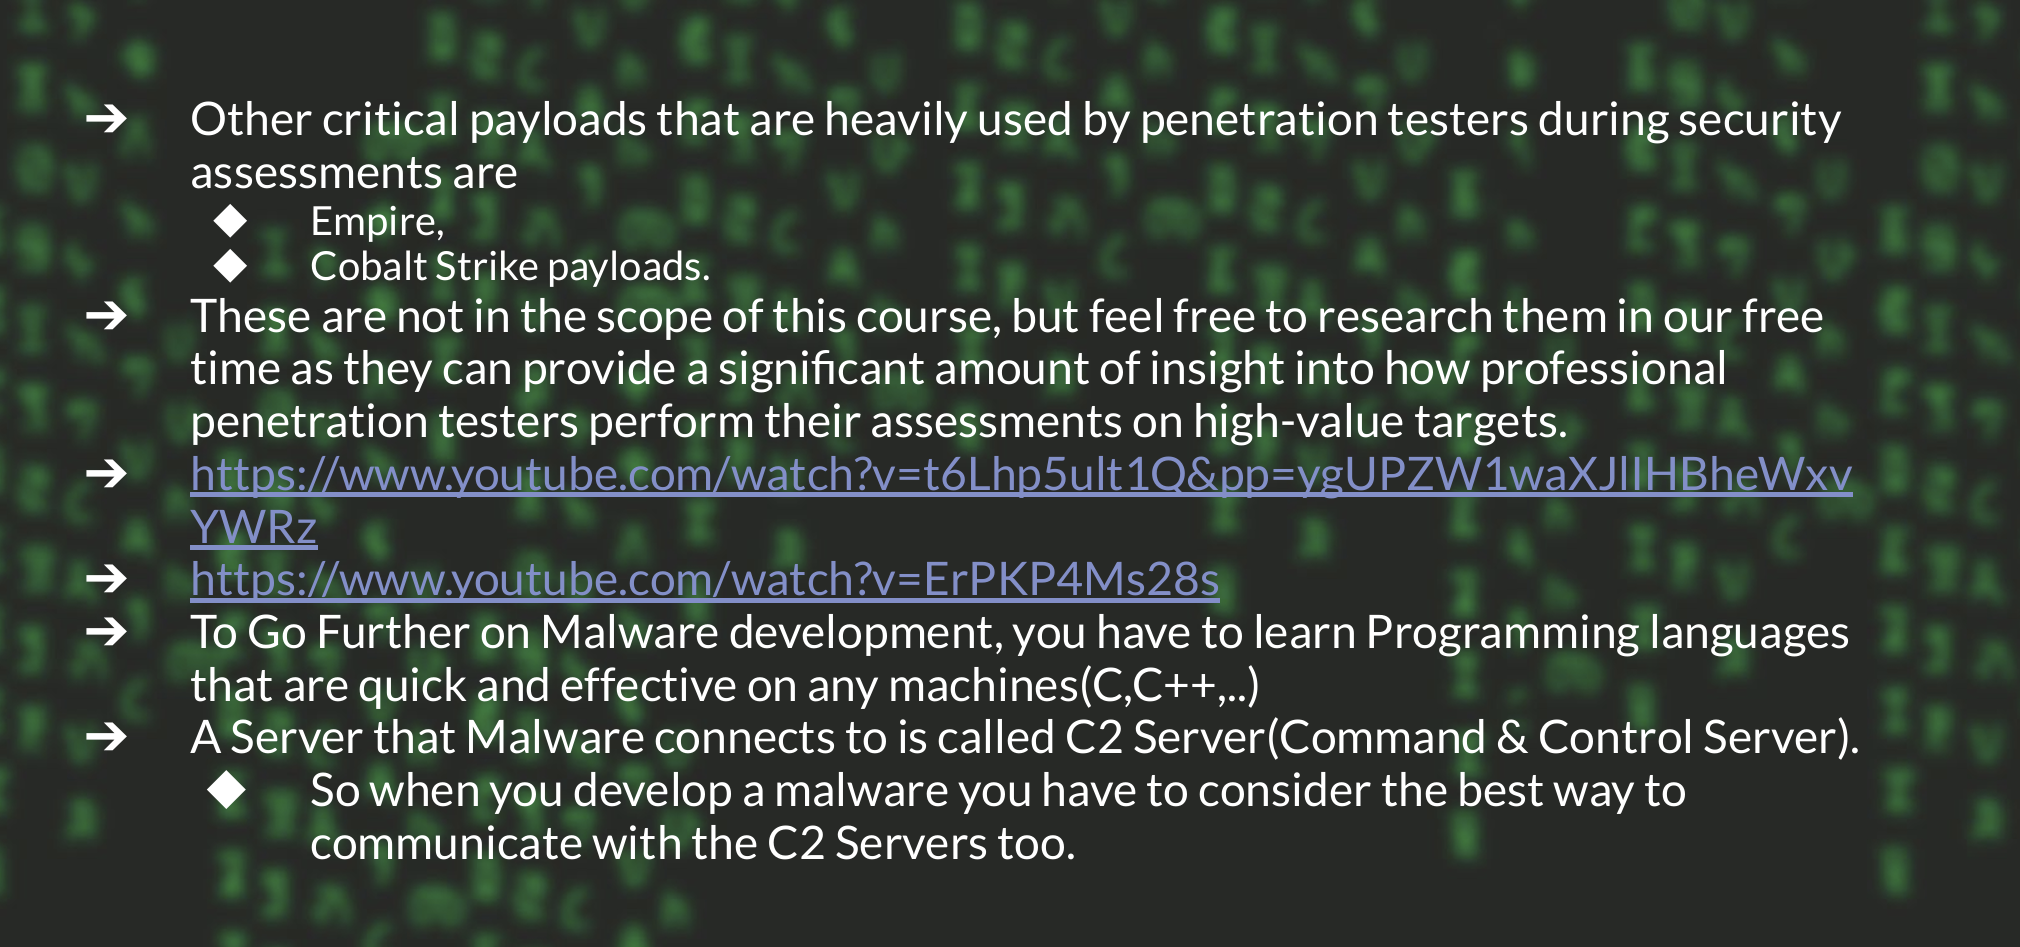 ➔ Other critical payloads that are heavily used by penetration testers during security
assessments are
◆ Empire,
◆ Cobalt Strike payloads.
➔ These are not in the scope of this course, but feel free to research them in our free
time as they can provide a significant amount of insight into how professional
penetration testers perform their assessments on high-value targets.
➔ https://www.youtube.com/watch?v=t6Lhp5ult1Q&pp=ygUPZW1waXJlIHBheWxv
YWRz
➔ https://www.youtube.com/watch?v=ErPKP4Ms28s
➔ To Go Further on Malware development, you have to learn Programming languages
that are quick and effective on any machines(C,C++,..)
➔ A Server that Malware connects to is called C2 Server(Command & Control Server).
◆ So when you develop a malware you have to consider the best way to
communicate with the C2 Servers too.